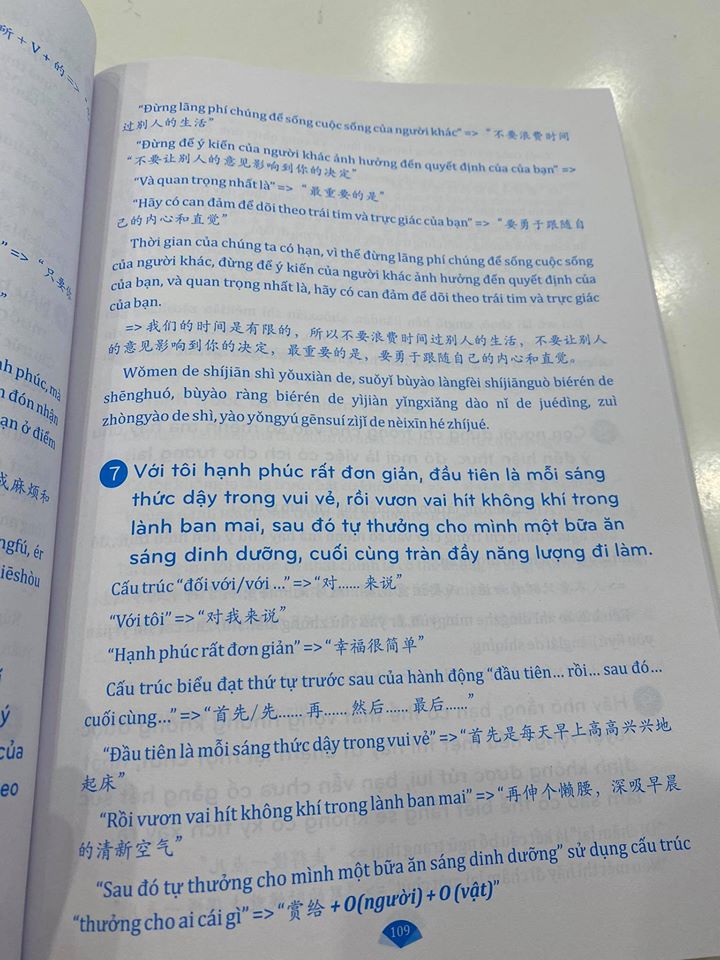 所 + V + 的 =>
"Đừng lãng phí chúng để sống cuộc sống của người khác" => "不要浪费时间
过别人的生活"
"Đừng để ý kiến của người khác ảnh hưởng đến quyết định của của bạn" =>
"不要让别人的意见影响到你的决定"
"Và quan trọng nhất là" => "最重要的是"
"Hãy có can đảm để dõi theo trái tim và trực giác của bạn" => "要勇于跟随自
己的内心和直觉"
Thời gian của chúng ta có hạn, vì thế đừng lãng phí chúng để sống cuộc sống
của người khác, đừng để ý kiến của người khác ảnh hưởng đến quyết định của
của bạn, và quan trọng nhất là, hãy có can đảm để dõi theo trái tim và trực giác
của bạn.
=> 我们的时间是有限的，所以不要浪费时间过别人的生活，不要让别人
的意见影响到你的决定，最重要的是，要勇于跟随自己的内心和直觉。
Wǒmen de shíjiān shì yǒuxiàn de, suǒyǐ bùyào làngfèi shíjiānguò biérén de
shēnghuó, bùyào ràng biérén de yìjiàn yǐngxiǎng dào nǐ de juédìng, zuì
zhòngyào de shì, yào yǒngyú gēnsuí zìjǐ de nèixīn hé zhíjué.
7 Với tôi hạnh phúc rất đơn giản, đầu tiên là mỗi sáng
thức dậy trong vui vẻ, rồi vươn vai hít không khí trong
lành ban mai, sau đó tự thưởng cho mình một bữa ăn
sáng dinh dưỡng, cuối cùng tràn đầy năng lượng đi làm.
Cấu trúc "đối với/với ..." => "对...... 来说"
"Với tôi" => "对我来说"
"Hạnh phúc rất đơn giản" => "幸福很简单"
Cấu trúc biểu đạt thứ tự trước sau của hành động "đầu tiên... rồi... sau đó...
cuối cùng..." => "首先/先...... 再...... 然后...... 最后......"
"Đầu tiên là mỗi sáng thức dậy trong vui vẻ" => "首先是每天早上高高兴兴地
起床"
"Rồi vươn vai hít không khí trong lành ban mai" => "再伸个懒腰，深吸早晨
的清新空气"
"Sau đó tự thưởng cho mình một bữa ăn sáng dinh dưỡng" sử dụng cấu trúc
"thưởng cho ai cái gì" => "赏给 + O(người) + O (vật)"
109